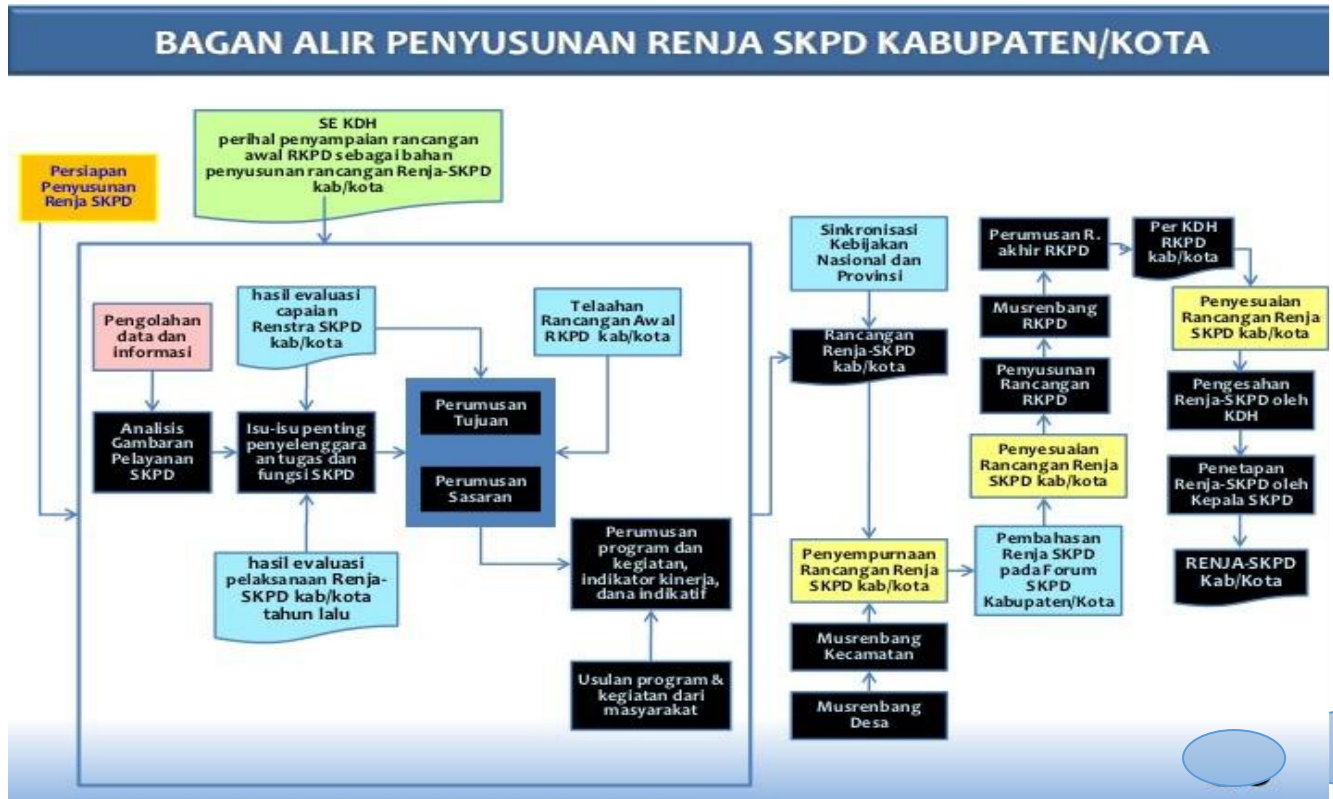 BAGAN ALIR PENYUSUNAN RENJA SKPD KABUPATEN/KOTA
SE KDH
perihal penyampaian rancangan
awal RKPD sebagai bahan
penyusunan rancangan Renja-SKPD
kab/kota
Persiapan
Penyusunan
Renja SKPD
Pengolahan
data dan
informasi
hasil evaluasi
capaian
Renstra SKPD
kab/kota
Telaahan
Rancangan Awal
RKPD kab/kota
Analisis
Gambaran
Pelayanan
SKPD
Isu-isu penting
penyelenggara
an tugas dan
fungsi SKPD
Perumusan
Tujuan
Perumusan
Sasaran
hasil evaluasi
pelaksanaan Renja-
SKPD kab/kota
tahun lalu
Perumusan
program dan
kegiatan,
indikator kinerja,
dana indikatif
Usulan program &
kegiatan dari
masyarakat
Sinkronisasi
Kebijakan
Nasional dan
Provinsi
Rancangan
Renja-SKPD
kab/kota
Penyempurnaan
Rancangan Renja
SKPD kab/kota
Musrenbang
Kecamatan
Musrenbang
Desa
Perumusan R.
akhir RKPD
Musrenbang
RKPD
Penyusunan
Rancangan
RKPD
Penyesuaian
Rancangan Renja
SKPD kab/kota
Pembahasan
Renja SKPD
pada Forum
SKPD
Kabupaten/Kota
Per KDH
RKPD
kab/kota
Penyesuaian
Rancangan Renja
SKPD kab/kota
Pengesahan
Renja-SKPD oleh
KDH
Penetapan
Renja-SKPD oleh
Kepala SKPD
RENJA-SKPD
Kab/Kota